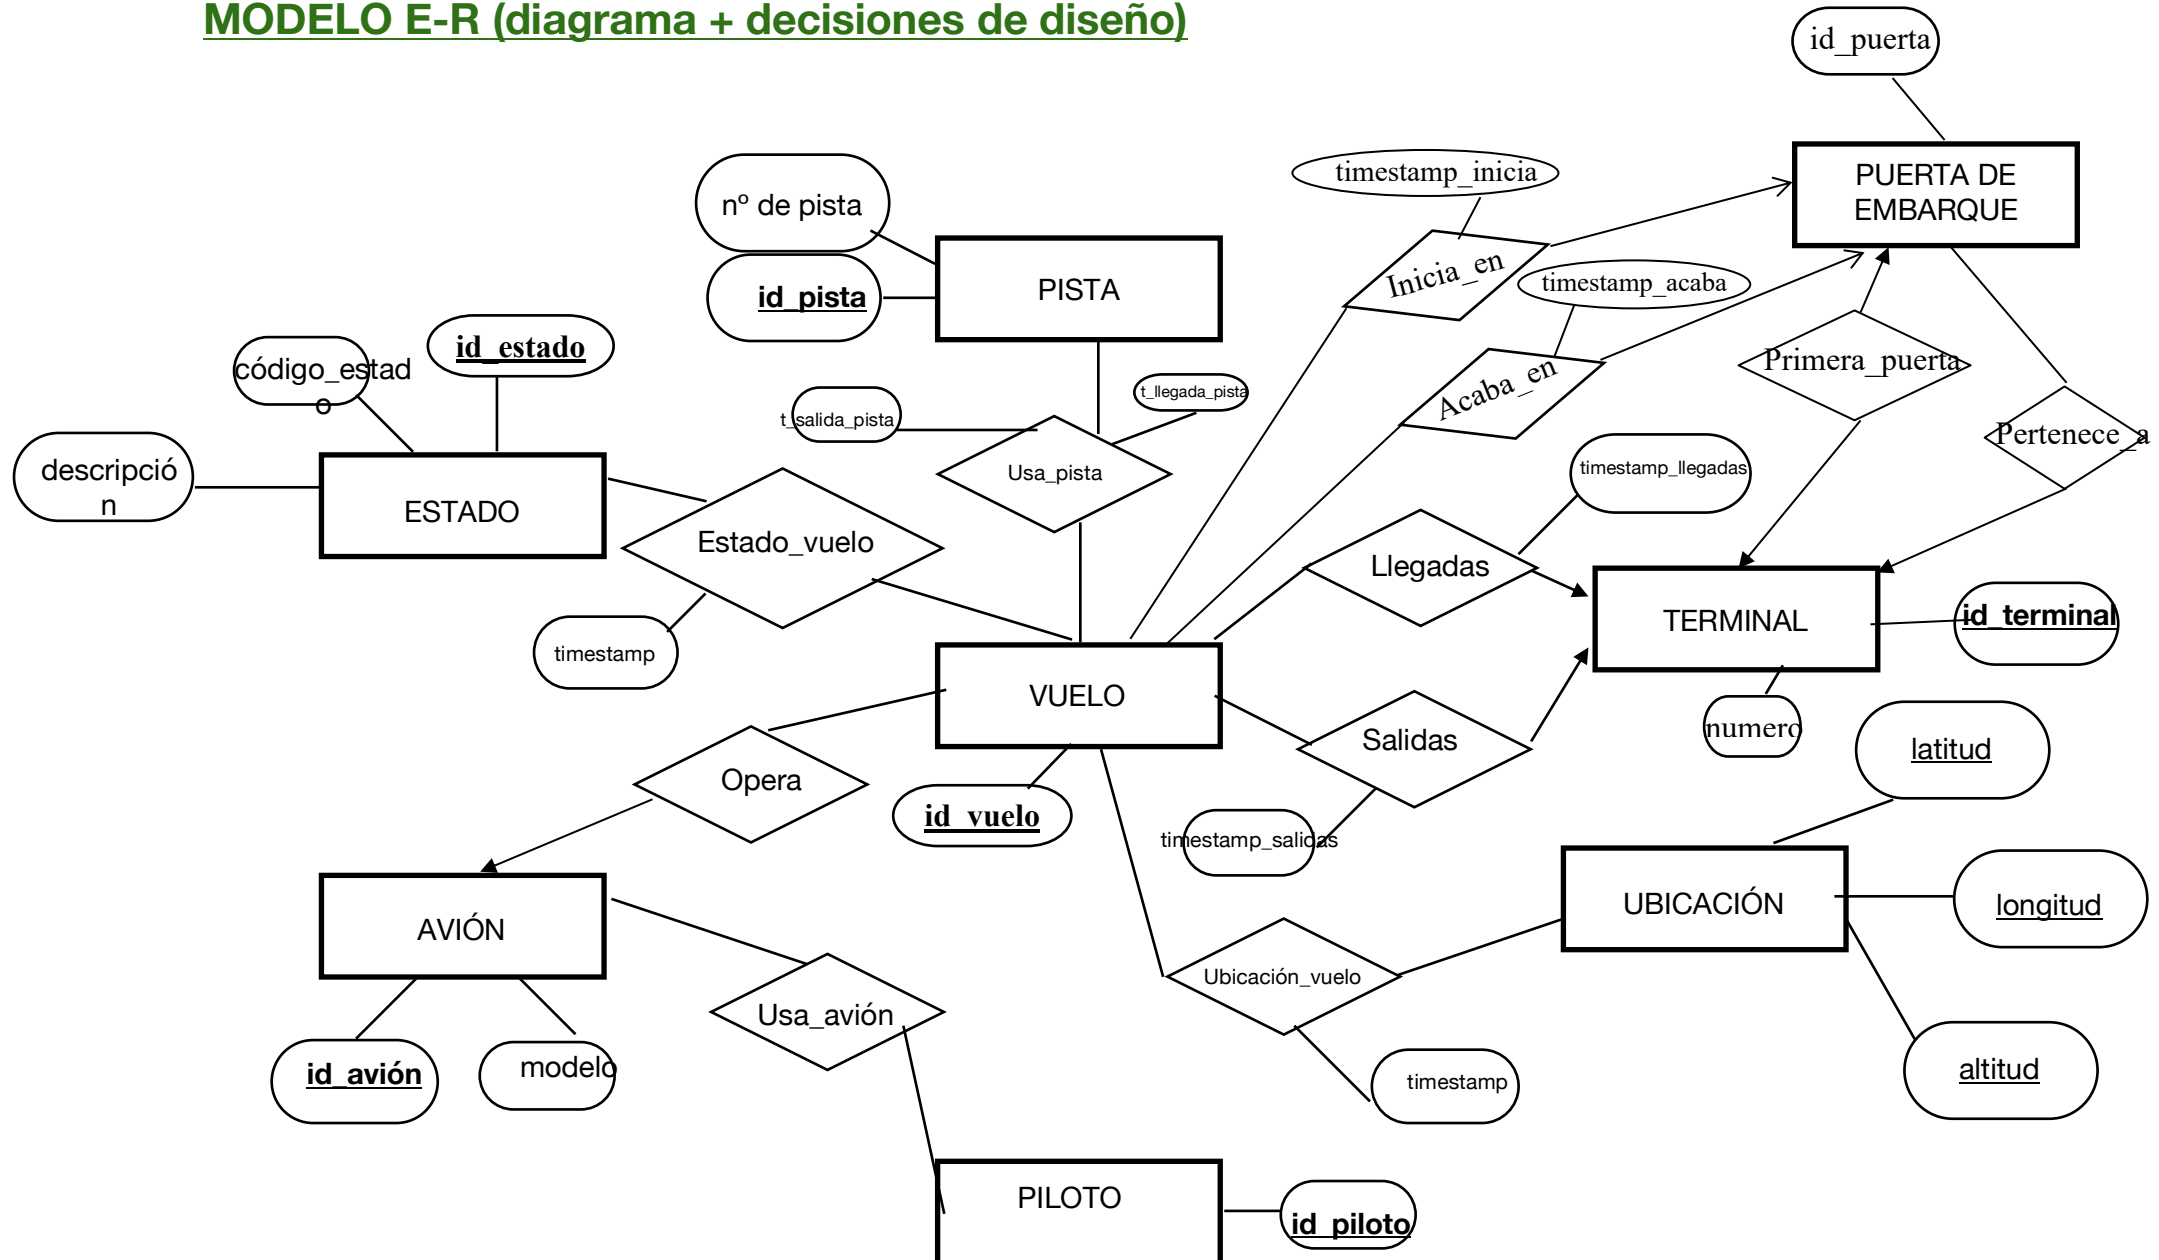 MODELO E-R (diagrama + decisiones de diseño)
id_puerta
PUERTA DE
EMBARQUE
timestamp_inicia
nº de pista
Inicia_en
timestamp_acaba
id_pista
PISTA
id_estado
código_estad
o
Primera_puerta
Acaba_en
t_llegada_pista
t_salida_pista
Pertenece_a
descripció
n
ESTADO
Usa_pista
timestamp_llegadas
Estado_vuelo
Llegadas
TERMINAL
id_terminal
timestamp
VUELO
numero
Salidas
latitud
Opera
id_vuelo
timestamp_salidas
AVIÓN
UBICACIÓN
longitud
Ubicación_vuelo
Usa_avión
id_avión
modelo
timestamp
altitud
PILOTO
id_piloto